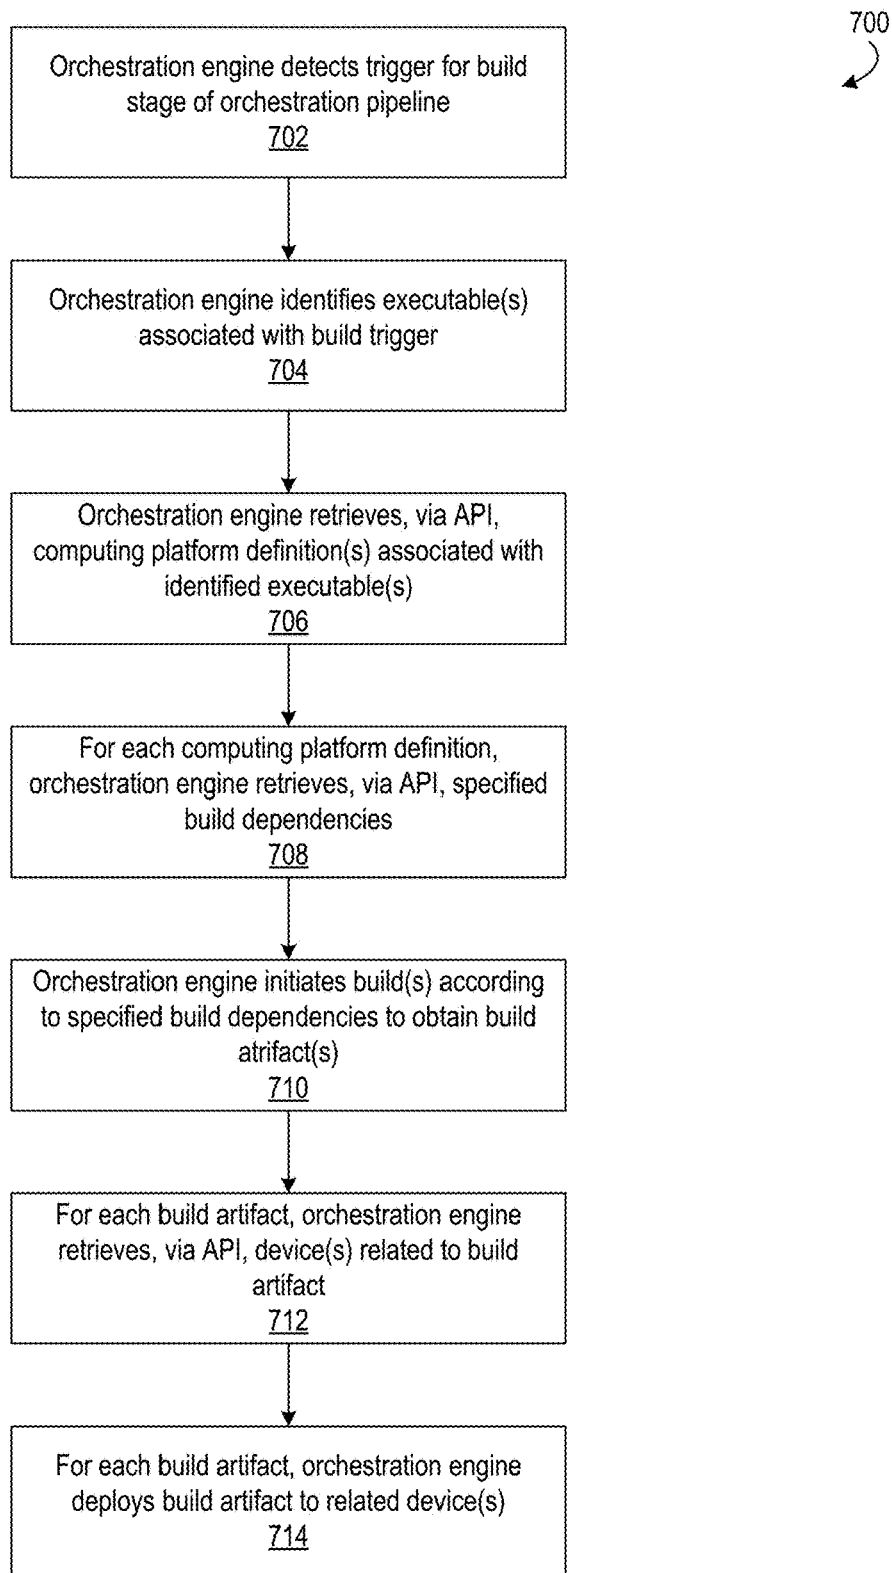 700
Orchestration engine detects trigger for build
stage of orchestration pipeline
702
Orchestration engine identifies executable(s)
associated with build trigger
704
Orchestration engine retrieves, via API,
computing platform definition(s) associated with
identified executable(s)
706
For each computing platform definition,
orchestration engine retrieves, via API, specified
build dependencies
708
Orchestration engine initiates build(s) according
to specified build dependencies to obtain build
atrifact(s)
710
For each build artifact, orchestration engine
retrieves, via API, device(s) related to build
artifact
712
For each build artifact, orchestration engine
deploys build artifact to related device(s)
714